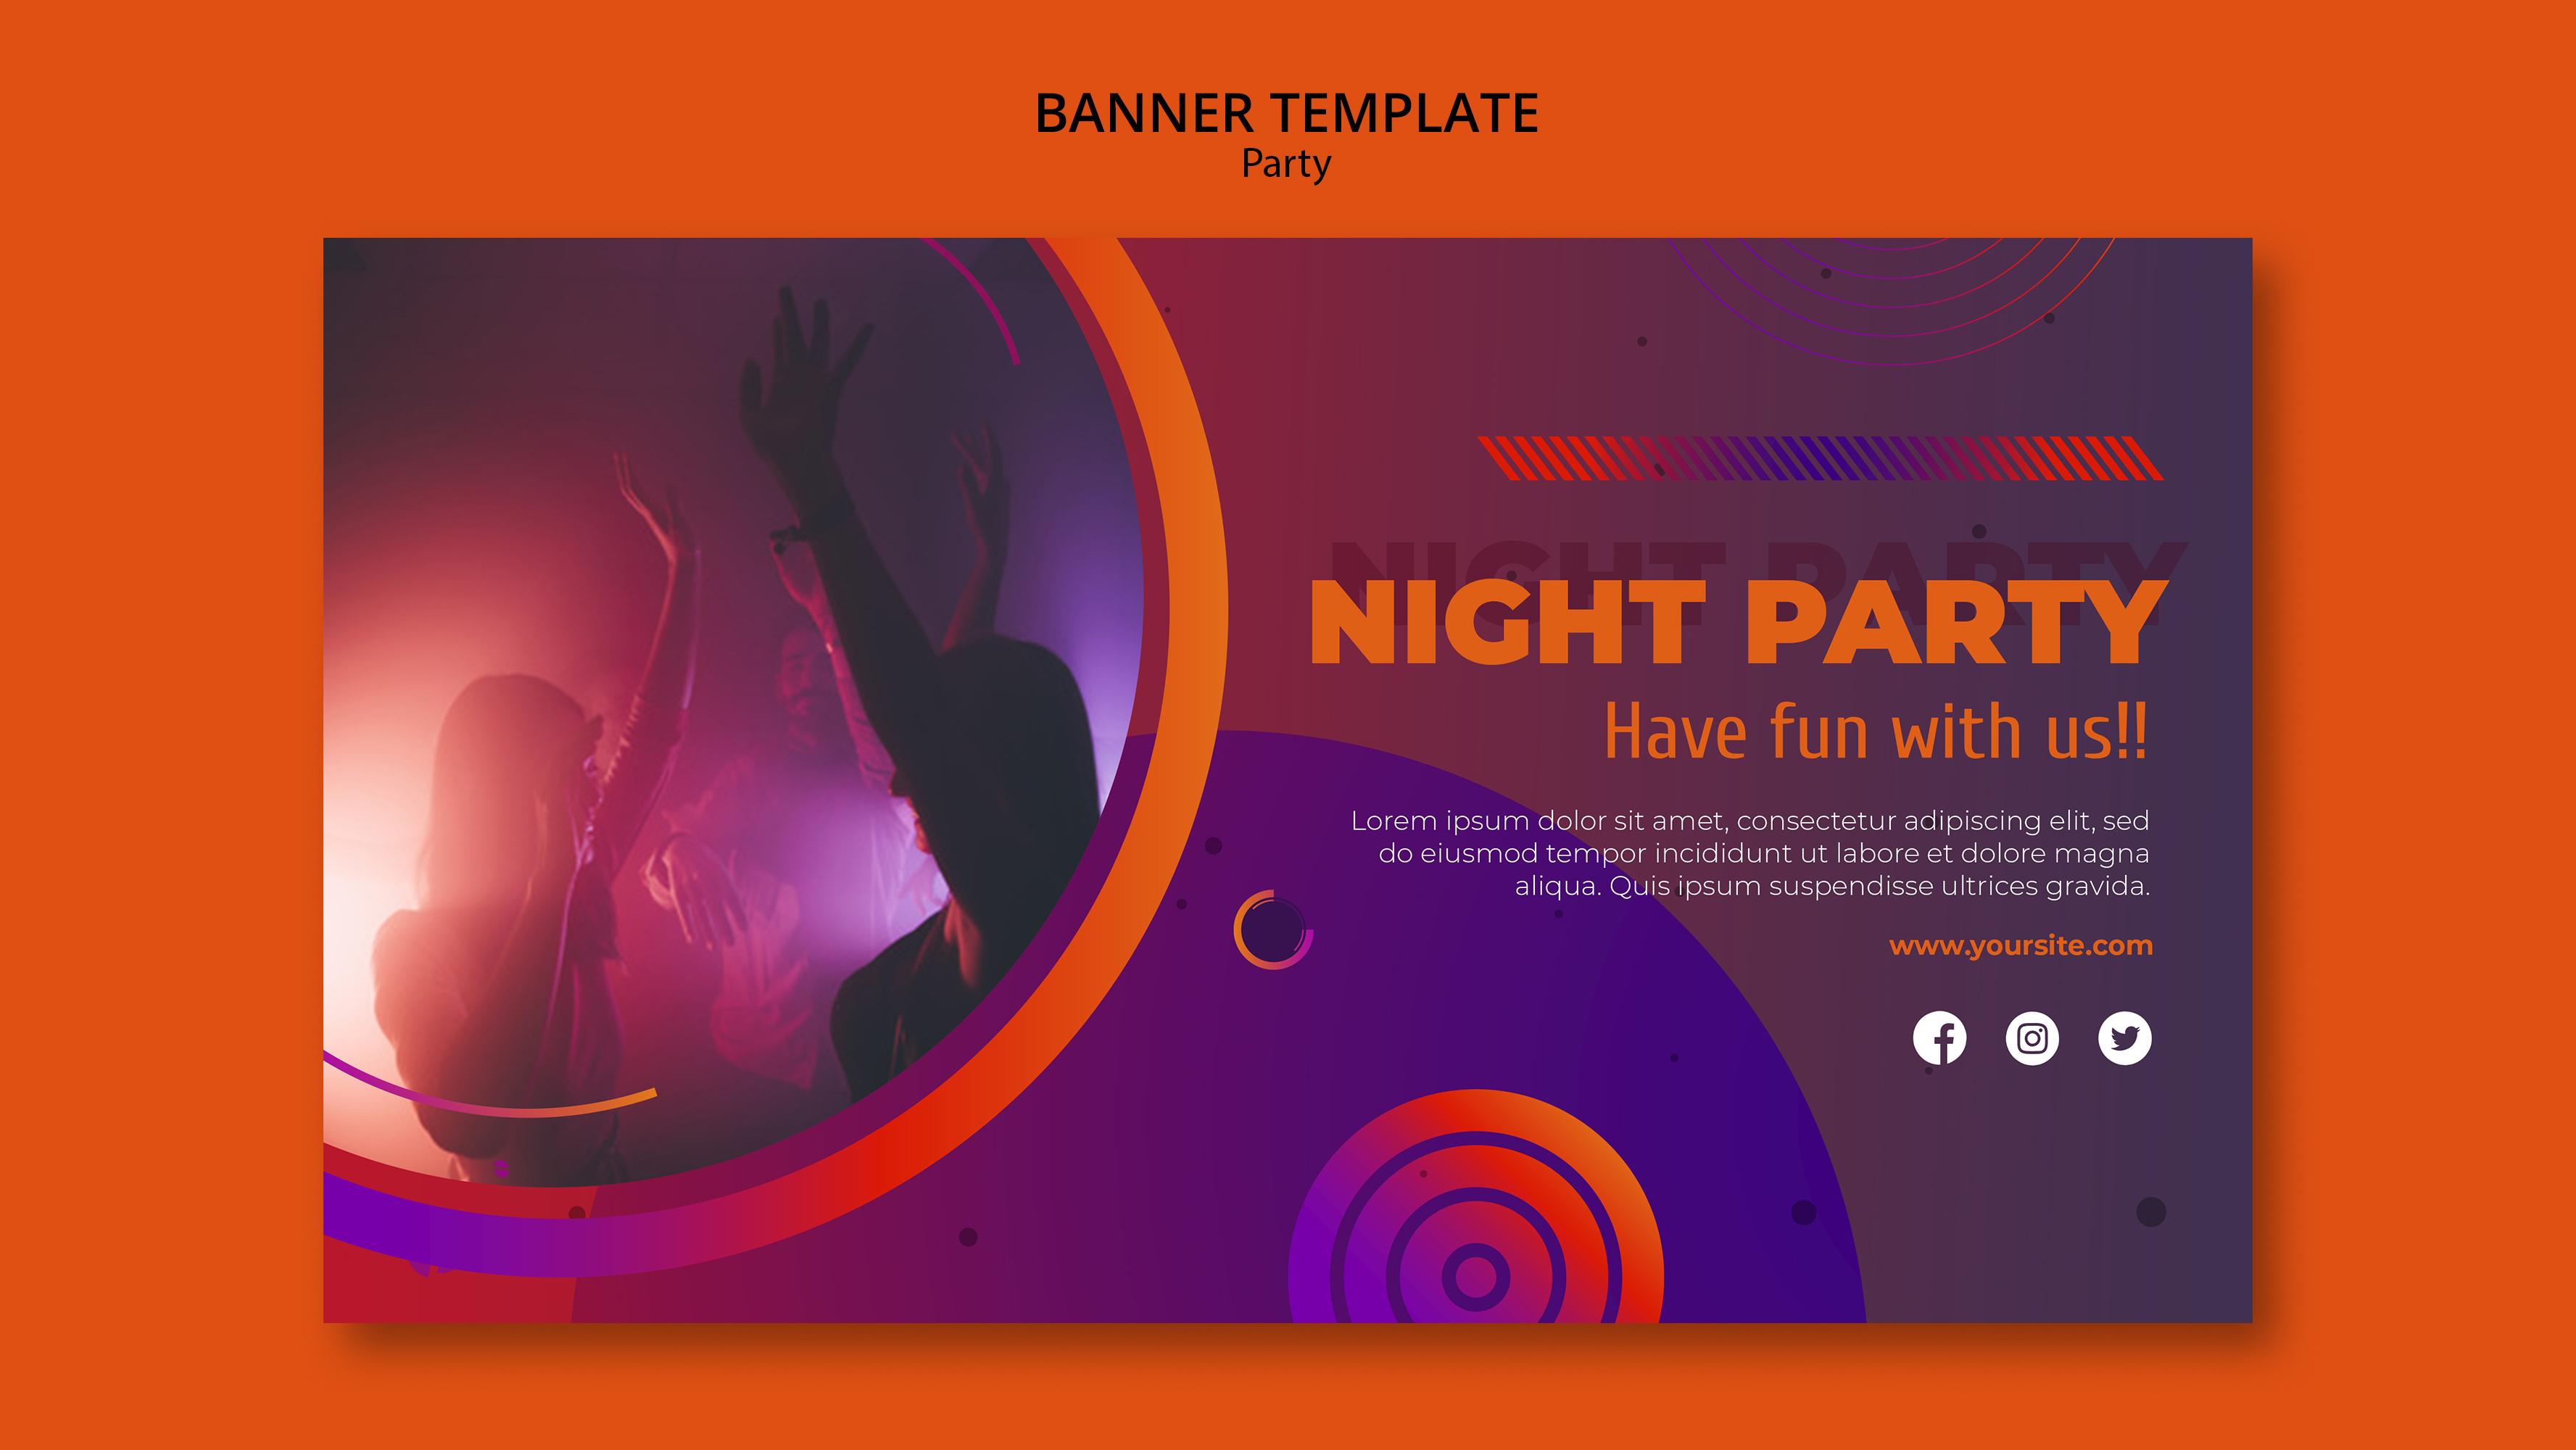 BANNER TEMPLATE
Party
NIGHT PARTY
NIGHT PARTY
Have fun with us!!
Lorem ipsum dolor sit amet, consectetur adipiscing elit, sed
do eiusmod tempor incididunt ut labore et dolore magna
aliqua. Quis ipsum suspendisse ultrices gravida.
www.yoursite.com